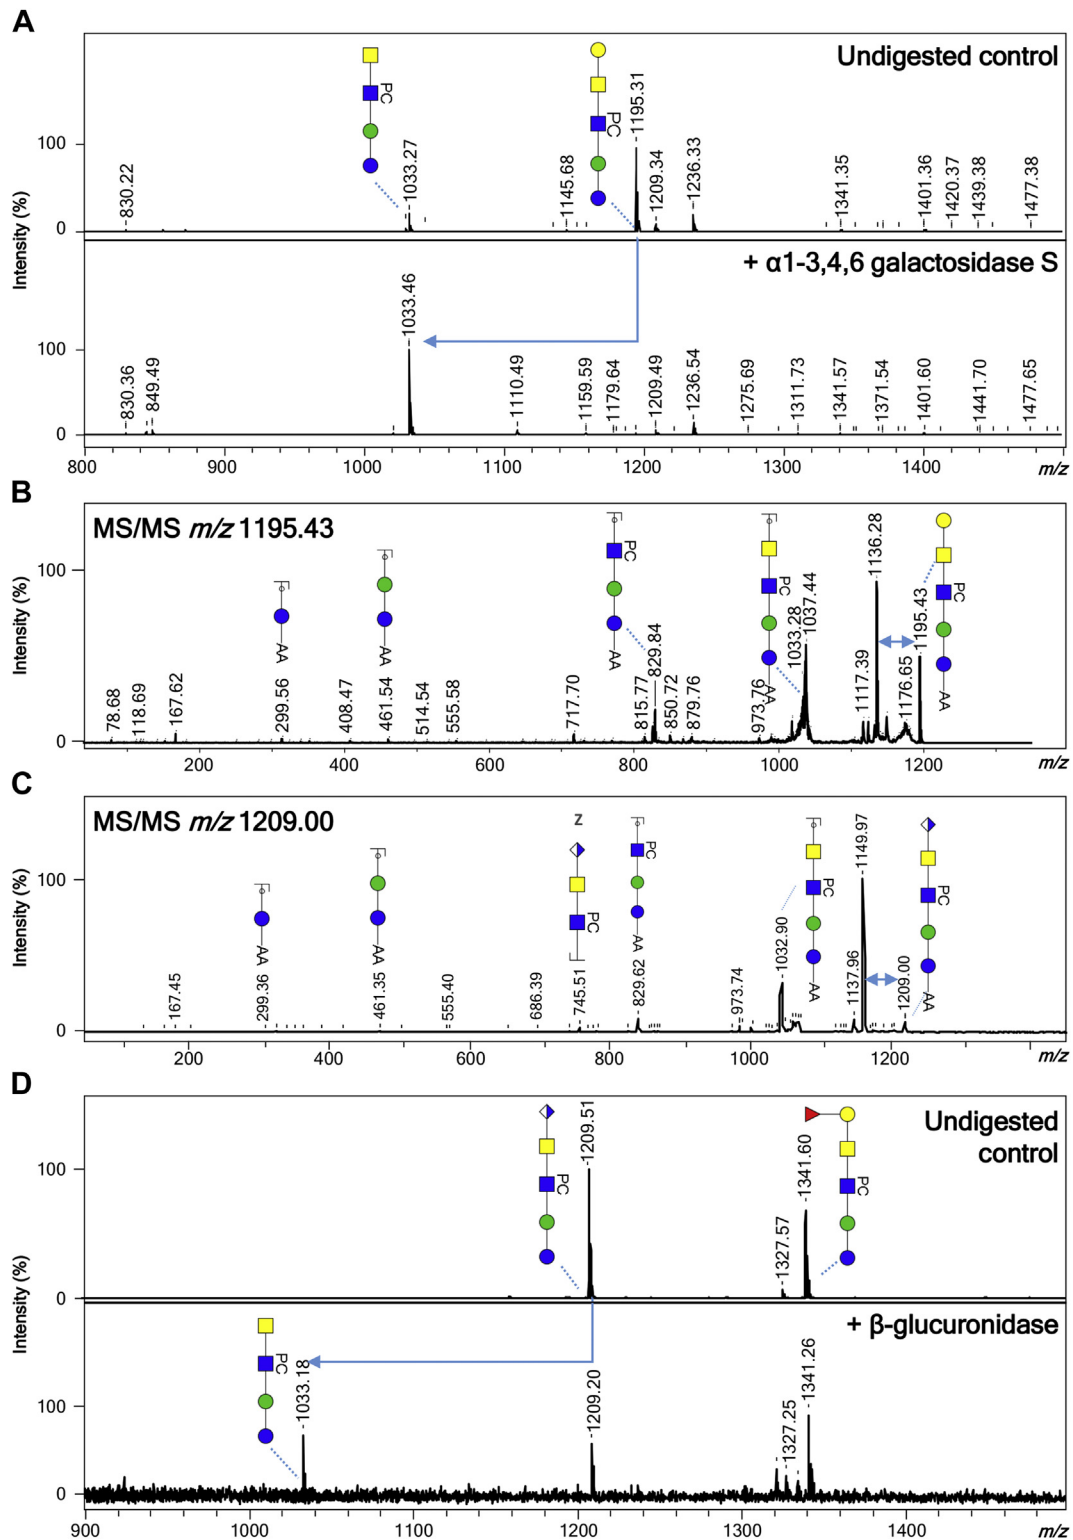 A
Undigested control
Intensity (%)
100
0
830.22
1033.27
1145.68
1195.31
1209.34
1236.33
1341.35
1401.36
1420.37
1439.38
1477.38
PC
PC
+ α1-3,4,6 galactosidase S
Intensity (%)
100
0
830.36
849.49
1033.46
1110.49
1159.59
1179.64
1209.49
1236.54
1275.69
1311.73
1341.57
1371.54
1401.60
1441.70
1477.65
800
900
1000
1100
1200
1300
1400
m/z
B
MS/MS m/z 1195.43
Intensity (%)
100
0
78.68
118.69
167.62
299.56
408.47
461.54
514.54
555.58
717.70
815.77
829.84
850.72
879.76
973.76
1033.28
1037.44
1117.39
1136.28
1176.65
1195.43
AA
AA
PC
AA
PC
AA
PC
AA
200
400
600
800
1000
1200
m/z
C
MS/MS m/z 1209.00
Intensity (%)
100
0
167.45
299.36
461.35
555.40
686.39
745.51
829.62
973.74
1032.90
1137.96
1149.97
1209.00
AA
AA
Z
PC
PC
AA
PC
AA
PC
AA
200
400
600
800
1000
1200
m/z
D
Undigested
control
Intensity (%)
100
0
1209.51
1327.57
1341.60
PC
PC
+ β-glucuronidase
100
0
PC
1033.18
1209.20
1327.25
1341.26
900
1000
1100
1200
1300
1400
m/z